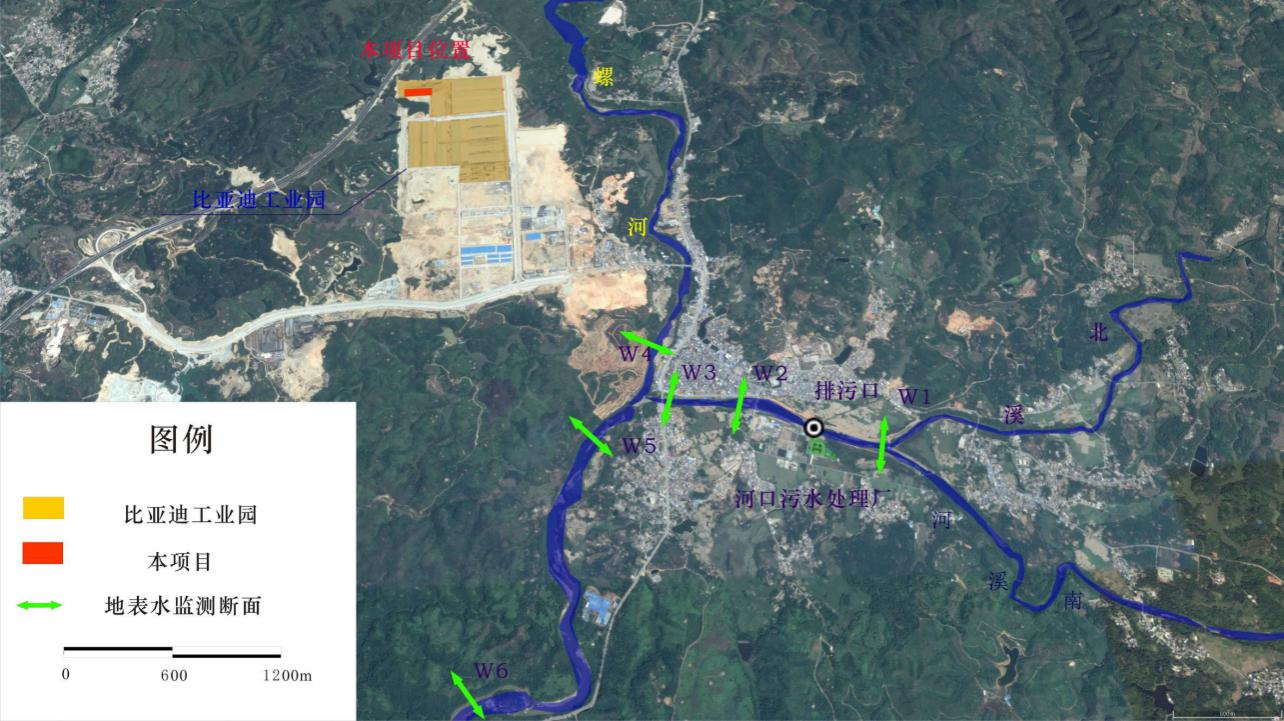 本项目位置
螺
比亚迪工业园
河
北
W4
W3
W2
排污口
W1
溪
W5
河口污水处理厂
河
溪
南
W6
图例
比亚迪工业园
本项目
地表水监测断面
0 600 1200m